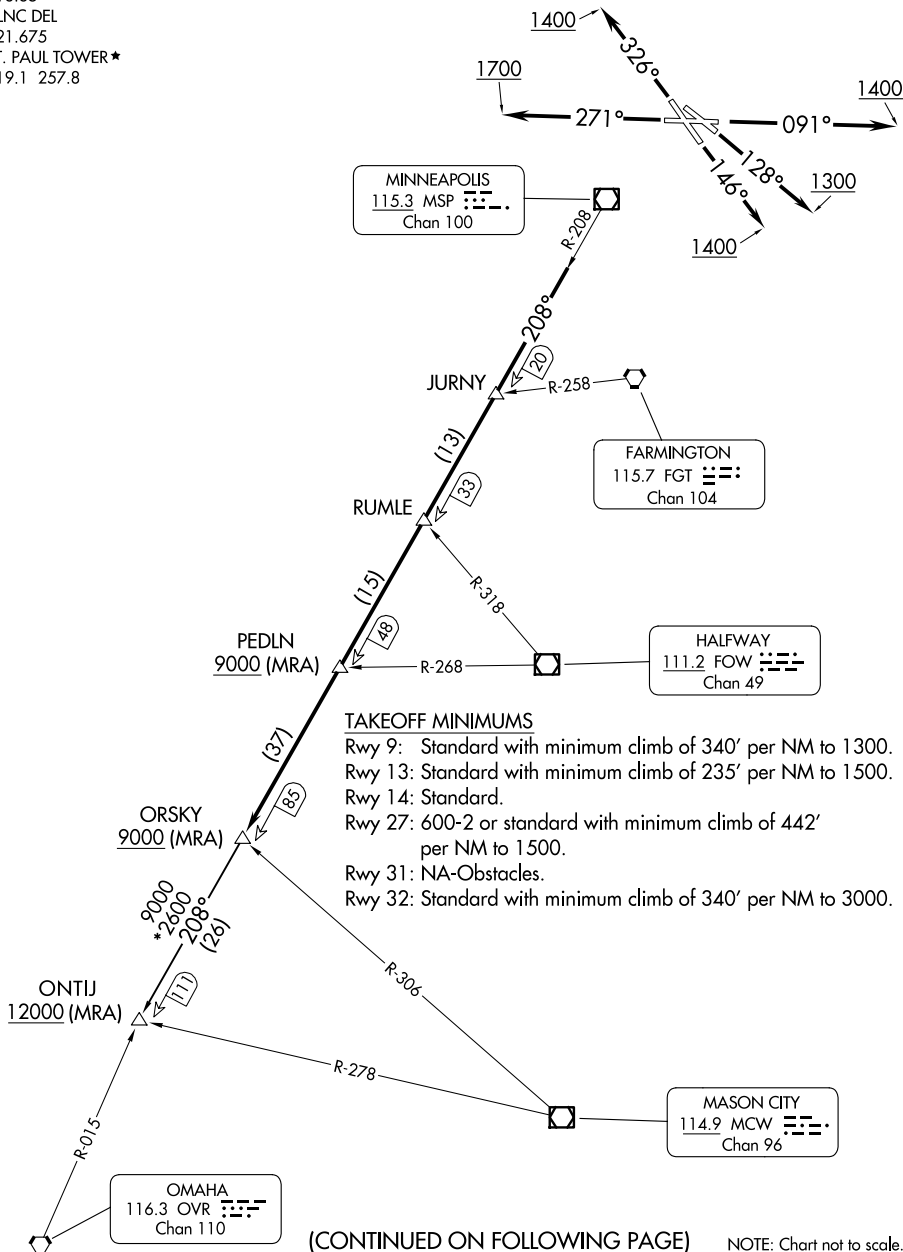 LNC DEL
21.675
T. PAUL TOWER★
19.1 257.8
1400
326°
1700
271°
091°
1400
128°
1300
146°
1400
MINNEAPOLIS
115.3 MSP
Chan 100
R-208
208°
20
JURNY
R-258
FARMINGTON
115.7 FGT
Chan 104
(13)
33
RUMLE
R-318
(15)
48
PEDLN
9000 (MRA)
R-268
HALFWAY
111.2 FOW
Chan 49
(37)
TAKEOFF MINIMUMS
Rwy 9: Standard with minimum climb of 340' per NM to 1300.
Rwy 13: Standard with minimum climb of 235' per NM to 1500.
Rwy 14: Standard.
Rwy 27: 600-2 or standard with minimum climb of 442'
per NM to 1500.
Rwy 31: NA-Obstacles.
Rwy 32: Standard with minimum climb of 340' per NM to 3000.
85
ORSKY
9000 (MRA)
9000
*2600
208°
(26)
R-306
111
ONTIJ
12000 (MRA)
R-278
MASON CITY
114.9 MCW
Chan 96
R-015
OMAHA
116.3 OVR
Chan 110
(CONTINUED ON FOLLOWING PAGE)
NOTE: Chart not to scale.